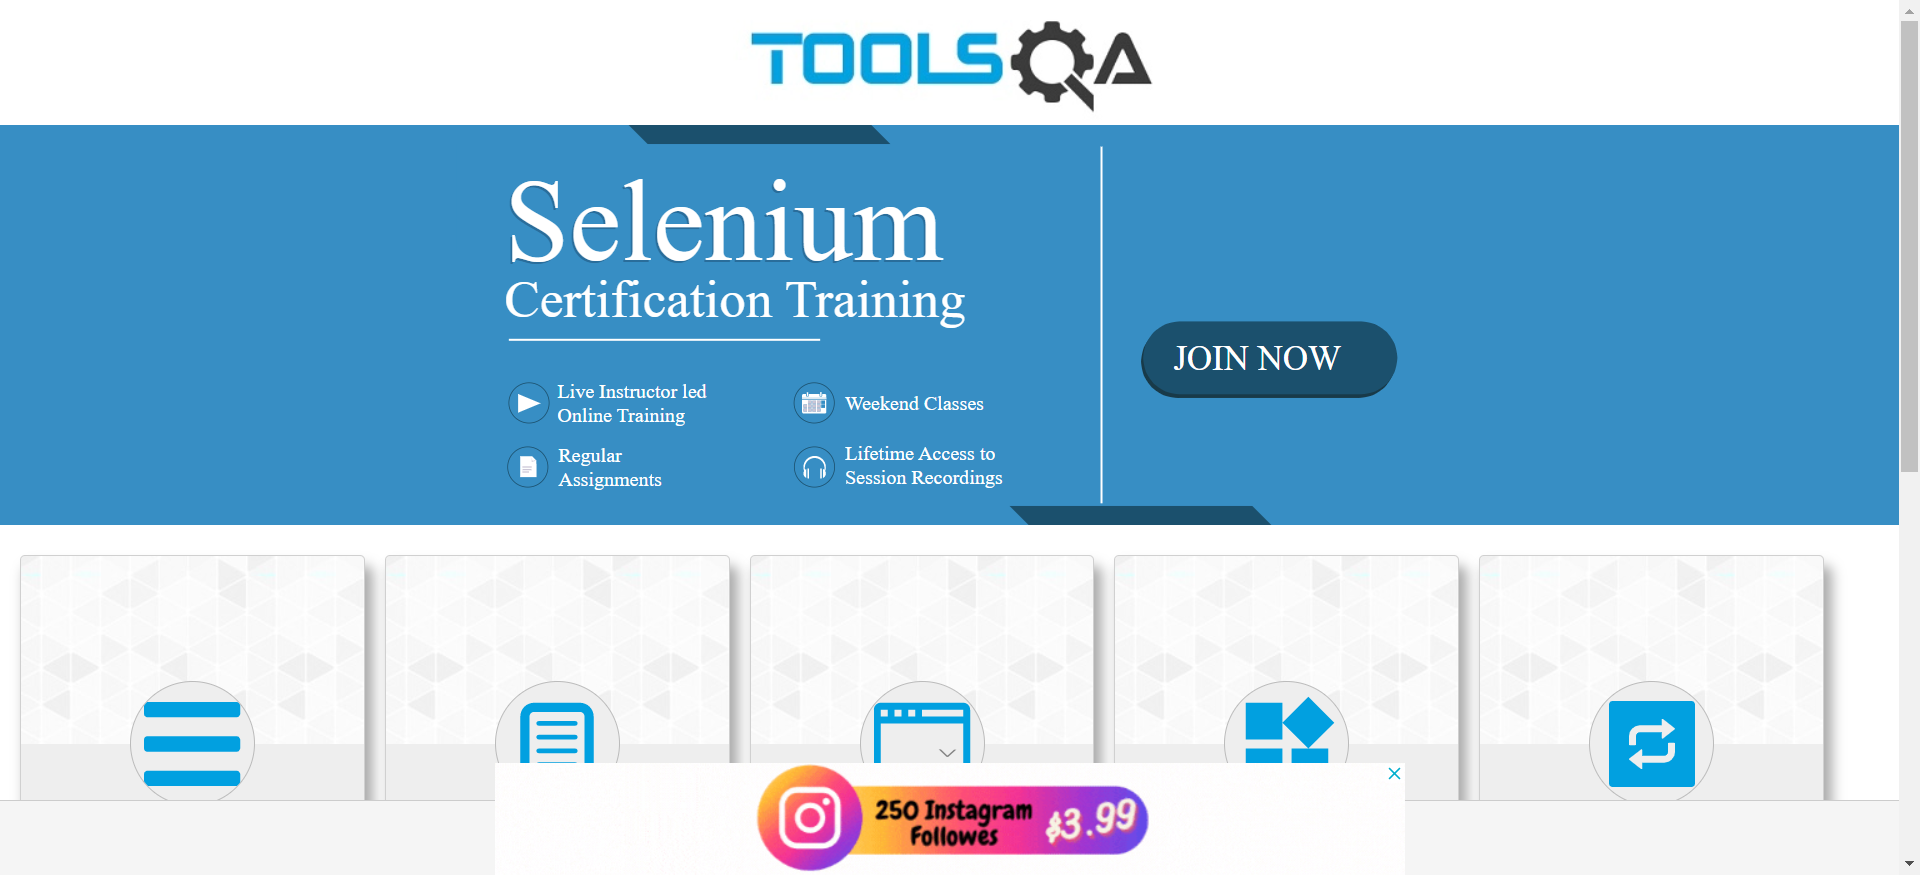 TOOLSQA
Selenium
Certification Training
JOIN NOW
Live Instructor led
Online Training
Weekend Classes
Regular
Assignments
Lifetime Access to
Session Recordings
250 Instagram
Followes
$3.99